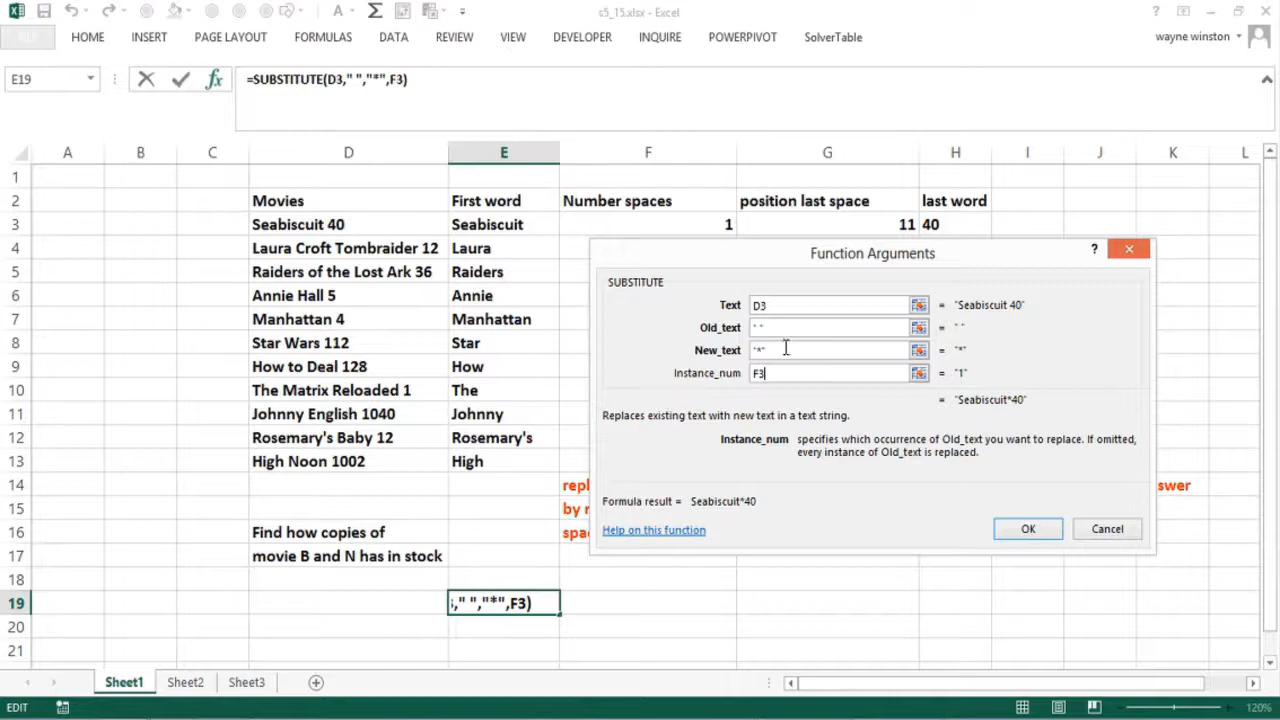 s5_15.xlsx - Excel
HOME INSERT PAGE LAYOUT FORMULAS DATA REVIEW VIEW DEVELOPER INQUIRE POWERPIVOT SolverTable
wayne winston
E19
=SUBSTITUTE(D3," ","*",F3)
A B C D E F G H I J K L
1
2 Movies First word Number spaces position last space last word
3 Seabiscuit 40 Seabiscuit 1 11 40
4 Laura Croft Tombraider 12 Laura
5 Raiders of the Lost Ark 36 Raiders
6 Annie Hall 5 Annie
7 Manhattan 4 Manhattan
8 Star Wars 112 Star
9 How to Deal 128 How
10 The Matrix Reloaded 1 The
11 Johnny English 1040 Johnny
12 Rosemary's Baby 12 Rosemary's
13 High Noon 1002 High
14
15 by
16 Find how copies of
17 movie B and N has in stock
18
19 ," ","*",F3)
20
21
Function Arguments
SUBSTITUTE
Text D3 = "Seabiscuit 40"
Old_text " " = " "
New_text "*" = "*"
Instance_num F3 = "1"
= "Seabiscuit*40"
Replaces existing text with new text in a text string.
Instance_num specifies which occurrence of Old_text you want to replace. If omitted,
every instance of Old_text is replaced.
Formula result = Seabiscuit*40
Help on this function
OK Cancel
Sheet1 Sheet2 Sheet3
EDIT
120%